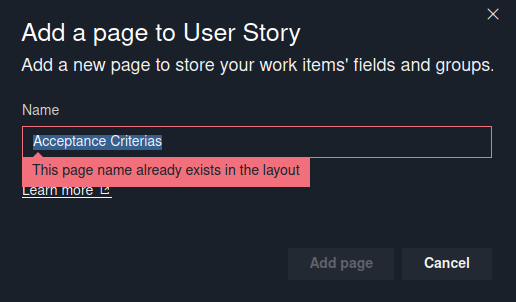 Add a page to User Story
Add a new page to store your work items' fields and groups.
Name
Acceptance Criterias
This page name already exists in the layout
Learn more
Add page
Cancel